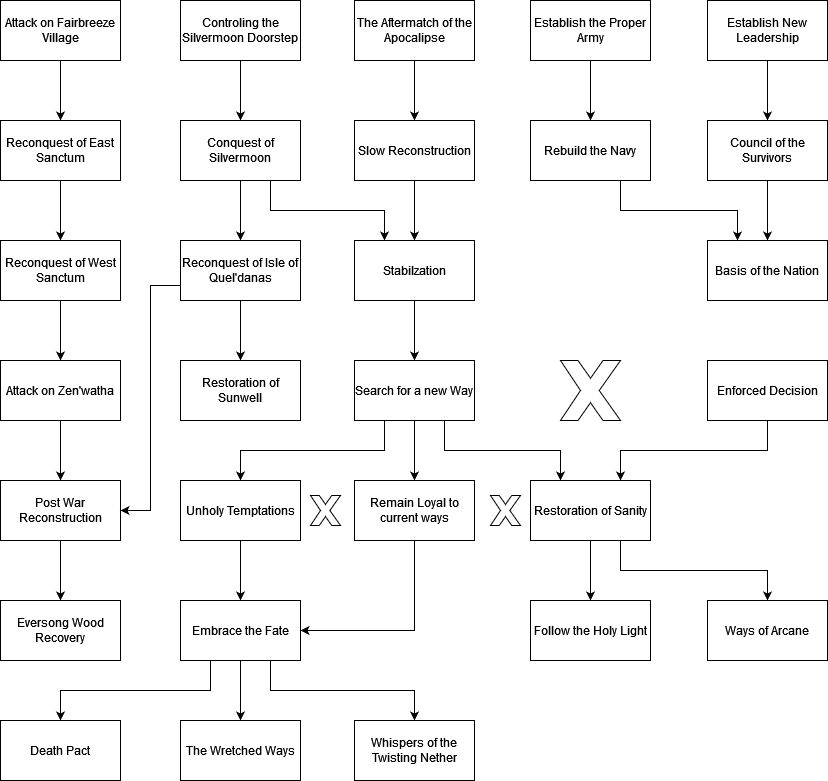 Attack on Fairbreeze
Village
Controling the
Silvermoon Doorstep
The Aftermatch of the
Apocalipse
Establish the Proper
Army
Establish New
Leadership
Reconquest of East
Sanctum
Conquest of
Silvermoon
Slow Reconstruction
Rebuild the Navy
Council of the
Survivors
Reconquest of West
Sanctum
Reconquest of Isle of
Quel'danas
Stabilzation
Basis of the Nation
Attack on Zen'watha
Restoration of
Sunwell
Search for a new Way
X
Enforced Decision
Post War
Reconstruction
Unholy Temptations
X
Remain Loyal to
current ways
X
Restoration of Sanity
Eversong Wood
Recovery
Embrace the Fate
Follow the Holy Light
Ways of Arcane
Death Pact
The Wretched Ways
Whispers of the
Twisting Nether